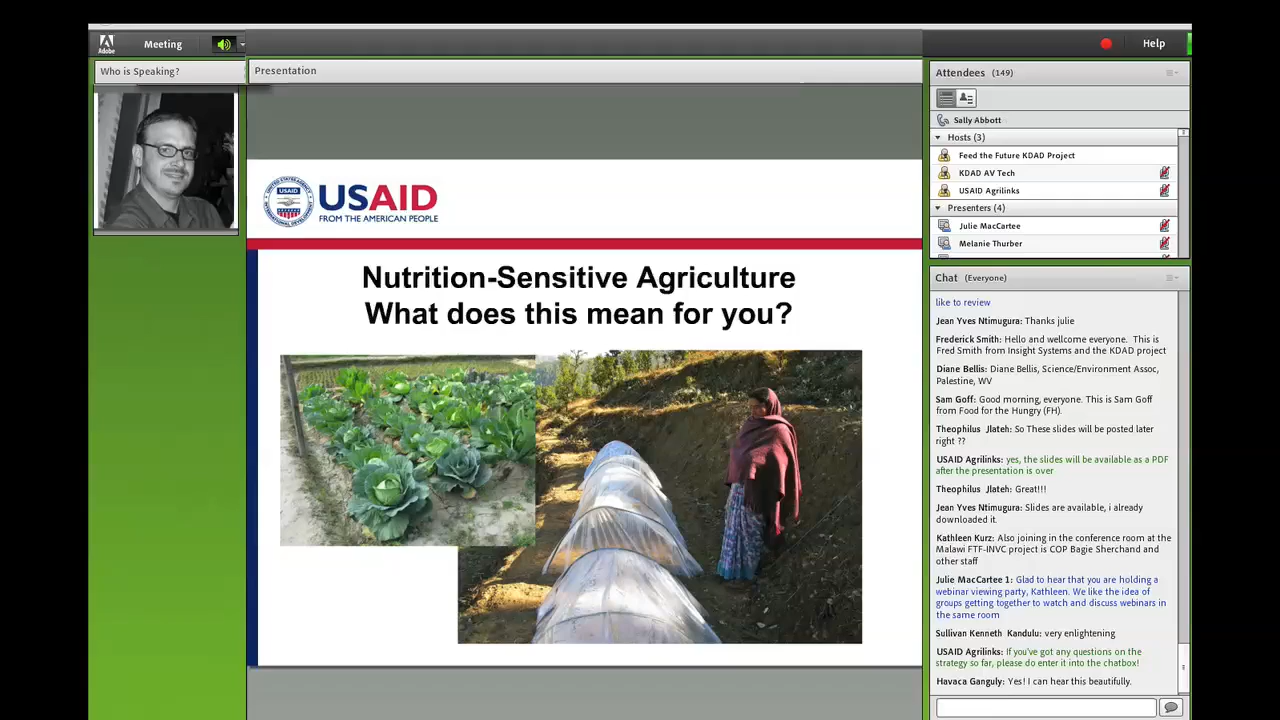 Adobe
Meeting
Help
Who is Speaking?
Presentation
USAID
UNITED STATES AGENCY
INTERNATIONAL DEVELOPMENT
USAID
FROM THE AMERICAN PEOPLE
Nutrition-Sensitive Agriculture
What does this mean for you?
Attendees (149)
Sally Abbott
Hosts (3)
Feed the Future KDAD Project
KDAD AV Tech
USAID Agrilinks
Presenters (4)
Julie MacCartee
Melanie Thurber
Chat (Everyone)
like to review
Jean Yves Ntimugura: Thanks julie
Frederick Smith: Hello and wellcome everyone. This is
Fred Smith from Insight Systems and the KDAD project
Diane Bellis: Diane Bellis, Science/Environment Assoc,
Palestine, WV
Sam Goff: Good morning, everyone. This is Sam Goff
from Food for the Hungry (FH).
Theophilus Jlateh: So These slides will be posted later
right ??
USAID Agrilinks: yes, the slides will be available as a PDF
after the presentation is over
Theophilus Jlateh: Great!!!
Jean Yves Ntimugura: Slides are available, i already
downloaded it.
Kathleen Kurz: Also joining in the conference room at the
Malawi FTF-INVC project is COP Bagie Sherchand and
other staff
Julie MacCartee 1: Glad to hear that you are holding a
webinar viewing party, Kathleen. We like the idea of
groups getting together to watch and discuss webinars in
the same room
Sullivan Kenneth Kandulu: very enlightening
USAID Agrilinks: If you've got any questions on the
strategy so far, please do enter it into the chatbox!
Havaca Ganguly: Yes! I can hear this beautifully.